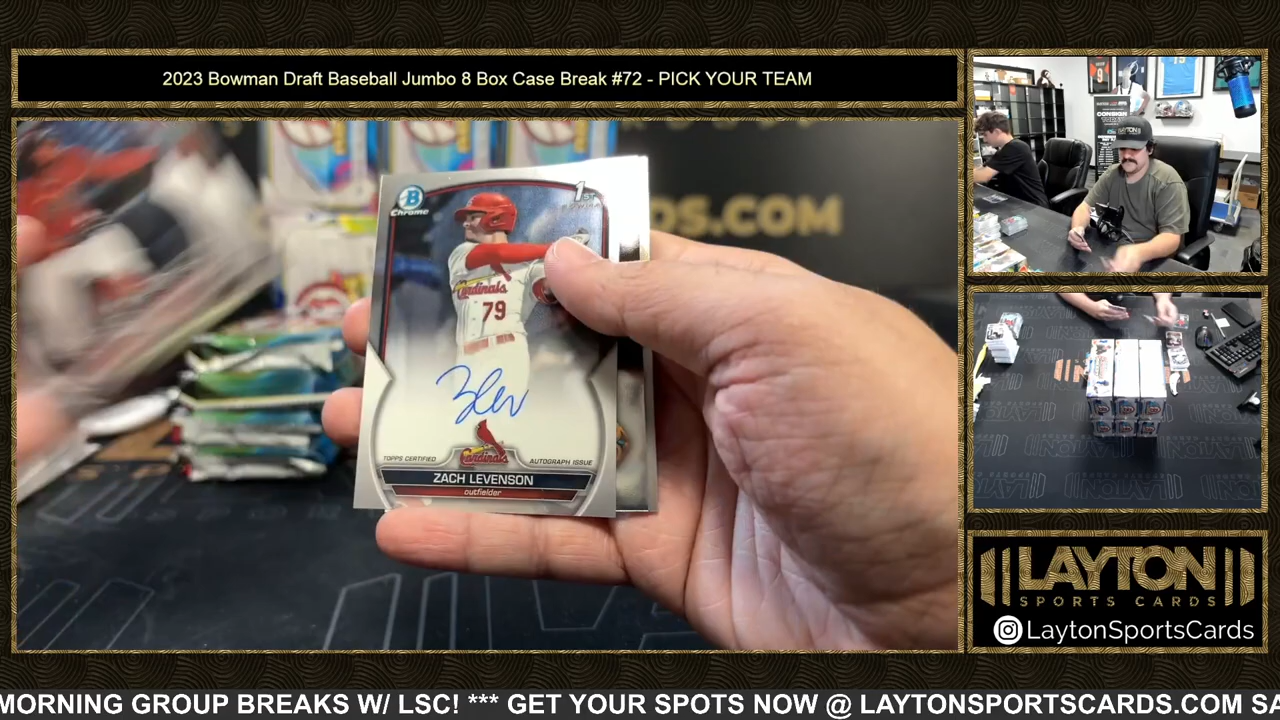 2023 Bowman Draft Baseball Jumbo 8 Box Case Break #72 - PICK YOUR TEAM
DS.COM
B
Chrome
1ST
Cardinals
79
TOPPS CERTIFIED
AUTOGRAPH ISSUE
Cardinals
ZACH LEVENSON
outfielder
LAYTON
SPORTS CARDS
LaytonSportsCards
MORNING GROUP BREAKS W/ LSC! *** GET YOUR SPOTS NOW @ LAYTONSPORTSCARDS.COM SA